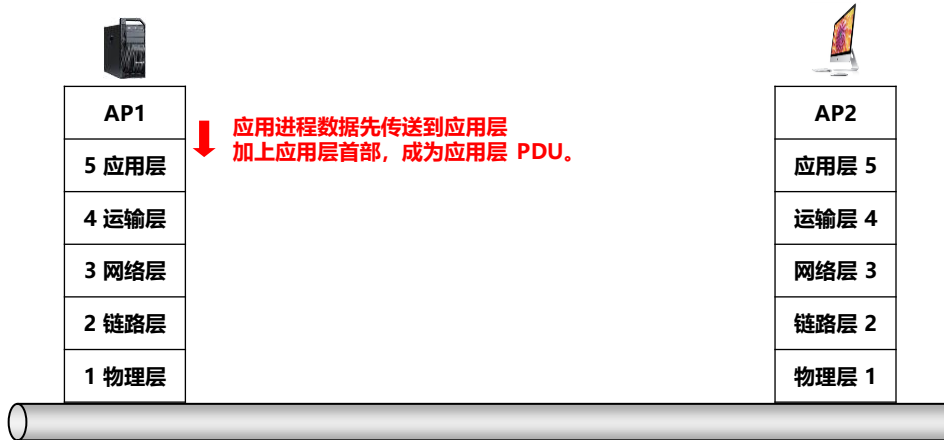 AP1
5 应用层
4 运输层
3 网络层
2 链路层
1 物理层
应用进程数据先传送到应用层
加上应用层首部，成为应用层 PDU。
AP2
应用层 5
运输层 4
网络层 3
链路层 2
物理层 1